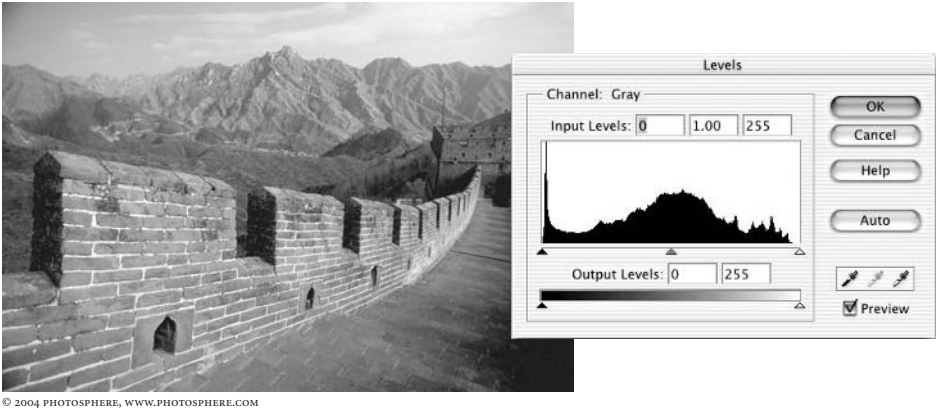 Levels
Channel: Gray
Input Levels: 0 1.00 255
Output Levels: 0 255
OK
Cancel
Help
Auto
Preview
© 2004 PHOTOSPHERE, WWW.PHOTOSPHERE.COM